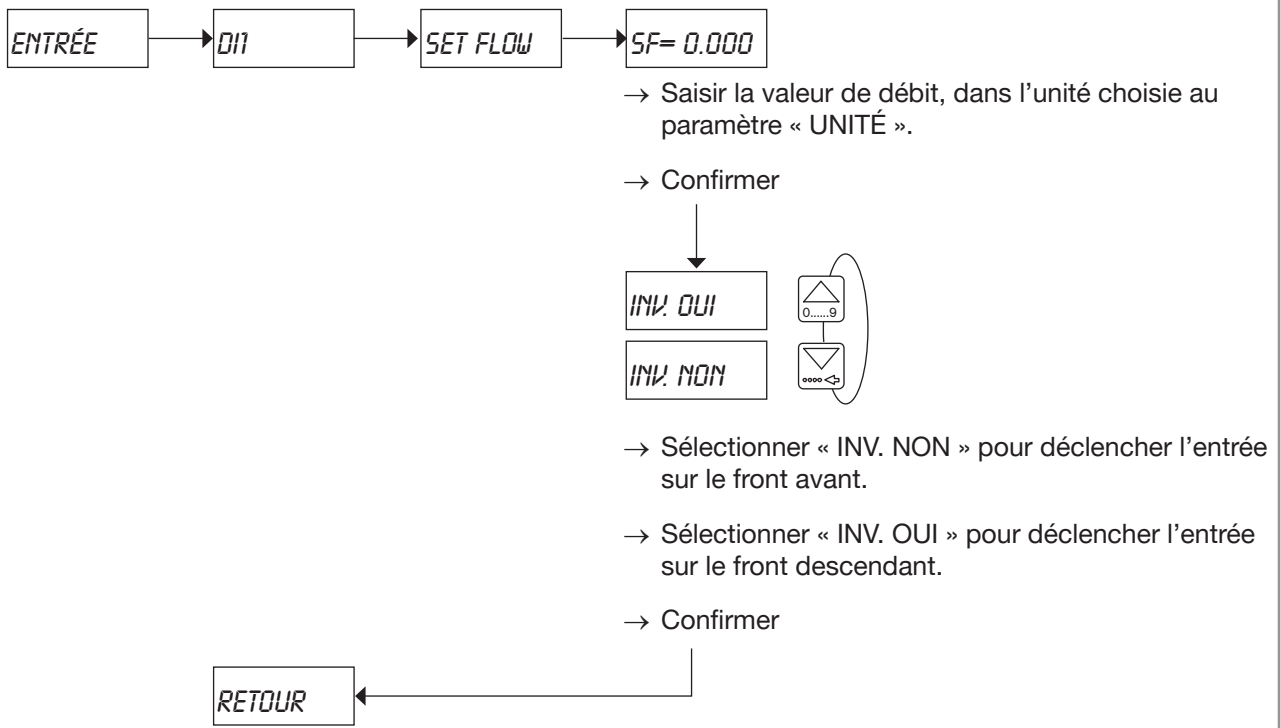 ENTRÉE
DI1
SET FLOW
SF= 0.000
→ Saisir la valeur de débit, dans l’unité choisie au
paramètre « UNITÉ ».
→ Confirmer
INV. OUI
0......9
INV. NON
→ Sélectionner « INV. NON » pour déclencher l’entrée
sur le front avant.
→ Sélectionner « INV. OUI » pour déclencher l’entrée
sur le front descendant.
→ Confirmer
RETOUR